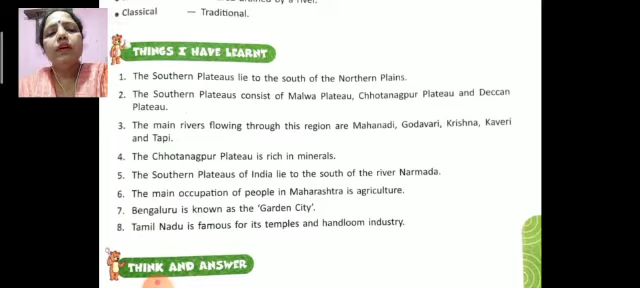 • Classical — Traditional.
THINGS I HAVE LEARNT
1. The Southern Plateaus lie to the south of the Northern Plains.
2. The Southern Plateaus consist of Malwa Plateau, Chhotanagpur Plateau and Deccan
Plateau.
3. The main rivers flowing through this region are Mahanadi, Godavari, Krishna, Kaveri
and Tapi.
4. The Chhotanagpur Plateau is rich in minerals.
5. The Southern Plateaus of India lie to the south of the river Narmada.
6. The main occupation of people in Maharashtra is agriculture.
7. Bengaluru is known as the ‘Garden City’.
8. Tamil Nadu is famous for its temples and handloom industry.
THINK AND ANSWER